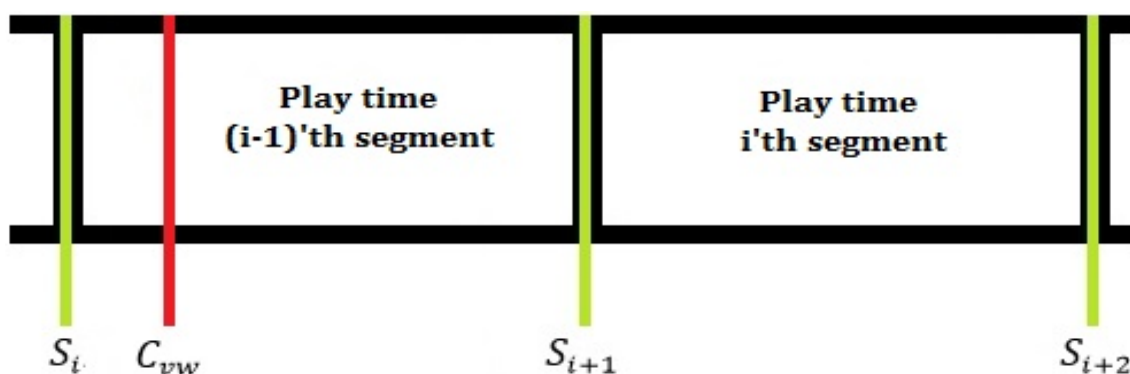 Play time
(i-1)'th segment
Play time
i'th segment
S_i
C_vw
S_{i+1}
S_{i+2}